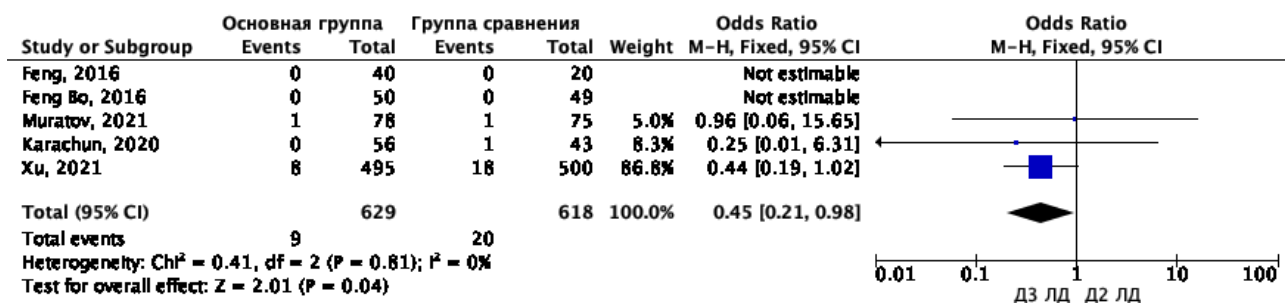 Основная группа Группа сравнения Odds Ratio Odds Ratio
Study or Subgroup Events Total Events Total Weight M-H, Fixed, 95% CI M-H, Fixed, 95% CI
Feng, 2016 0 40 0 20 Not estimable
Feng Bo, 2016 0 50 0 49 Not estimable
Muratov, 2021 1 78 1 75 5.0% 0.96 [0.06, 15.65]
Karachun, 2020 0 56 1 43 8.3% 0.25 [0.01, 6.31]
Xu, 2021 8 495 18 500 86.8% 0.44 [0.19, 1.02]
Total (95% CI) 629 618 100.0% 0.45 [0.21, 0.98]
Total events 9 20
Heterogeneity: Chi² = 0.41, df = 2 (P = 0.81); I² = 0%
Test for overall effect: Z = 2.01 (P = 0.04)
0.01 0.1 1 10 100
Д3 ЛД Д2 ЛД